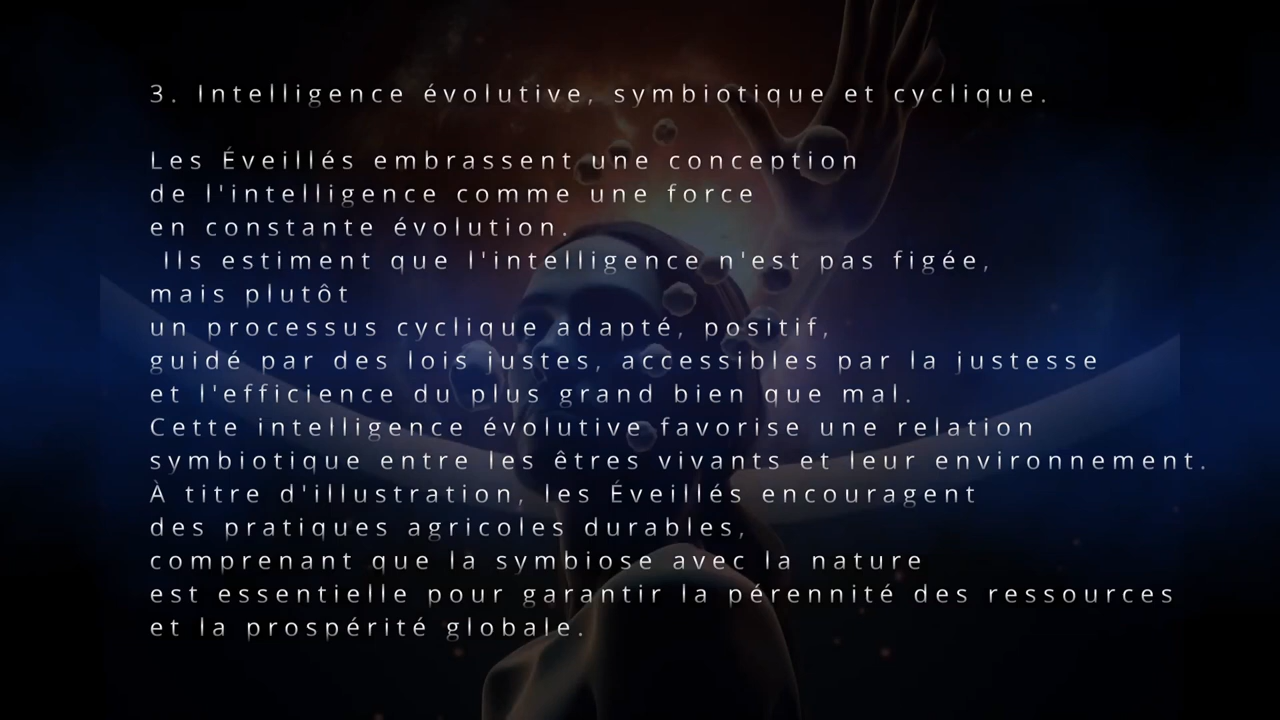 3. Intelligence évolutive, symbiotique et cyclique.
Les Éveillés embrassent une conception
de l'intelligence comme une force
en constante évolution.
Ils estiment que l'intelligence n'est pas figée,
mais plutôt
un processus cyclique adapté, positif,
guidé par des lois justes, accessibles par la justesse
et l'efficience du plus grand bien que mal.
Cette intelligence évolutive favorise une relation
symbiotique entre les êtres vivants et leur environnement.
À titre d'illustration, les Éveillés encouragent
des pratiques agricoles durables,
comprenant que la symbiose avec la nature
est essentielle pour garantir la pérennité des ressources
et la prospérité globale.